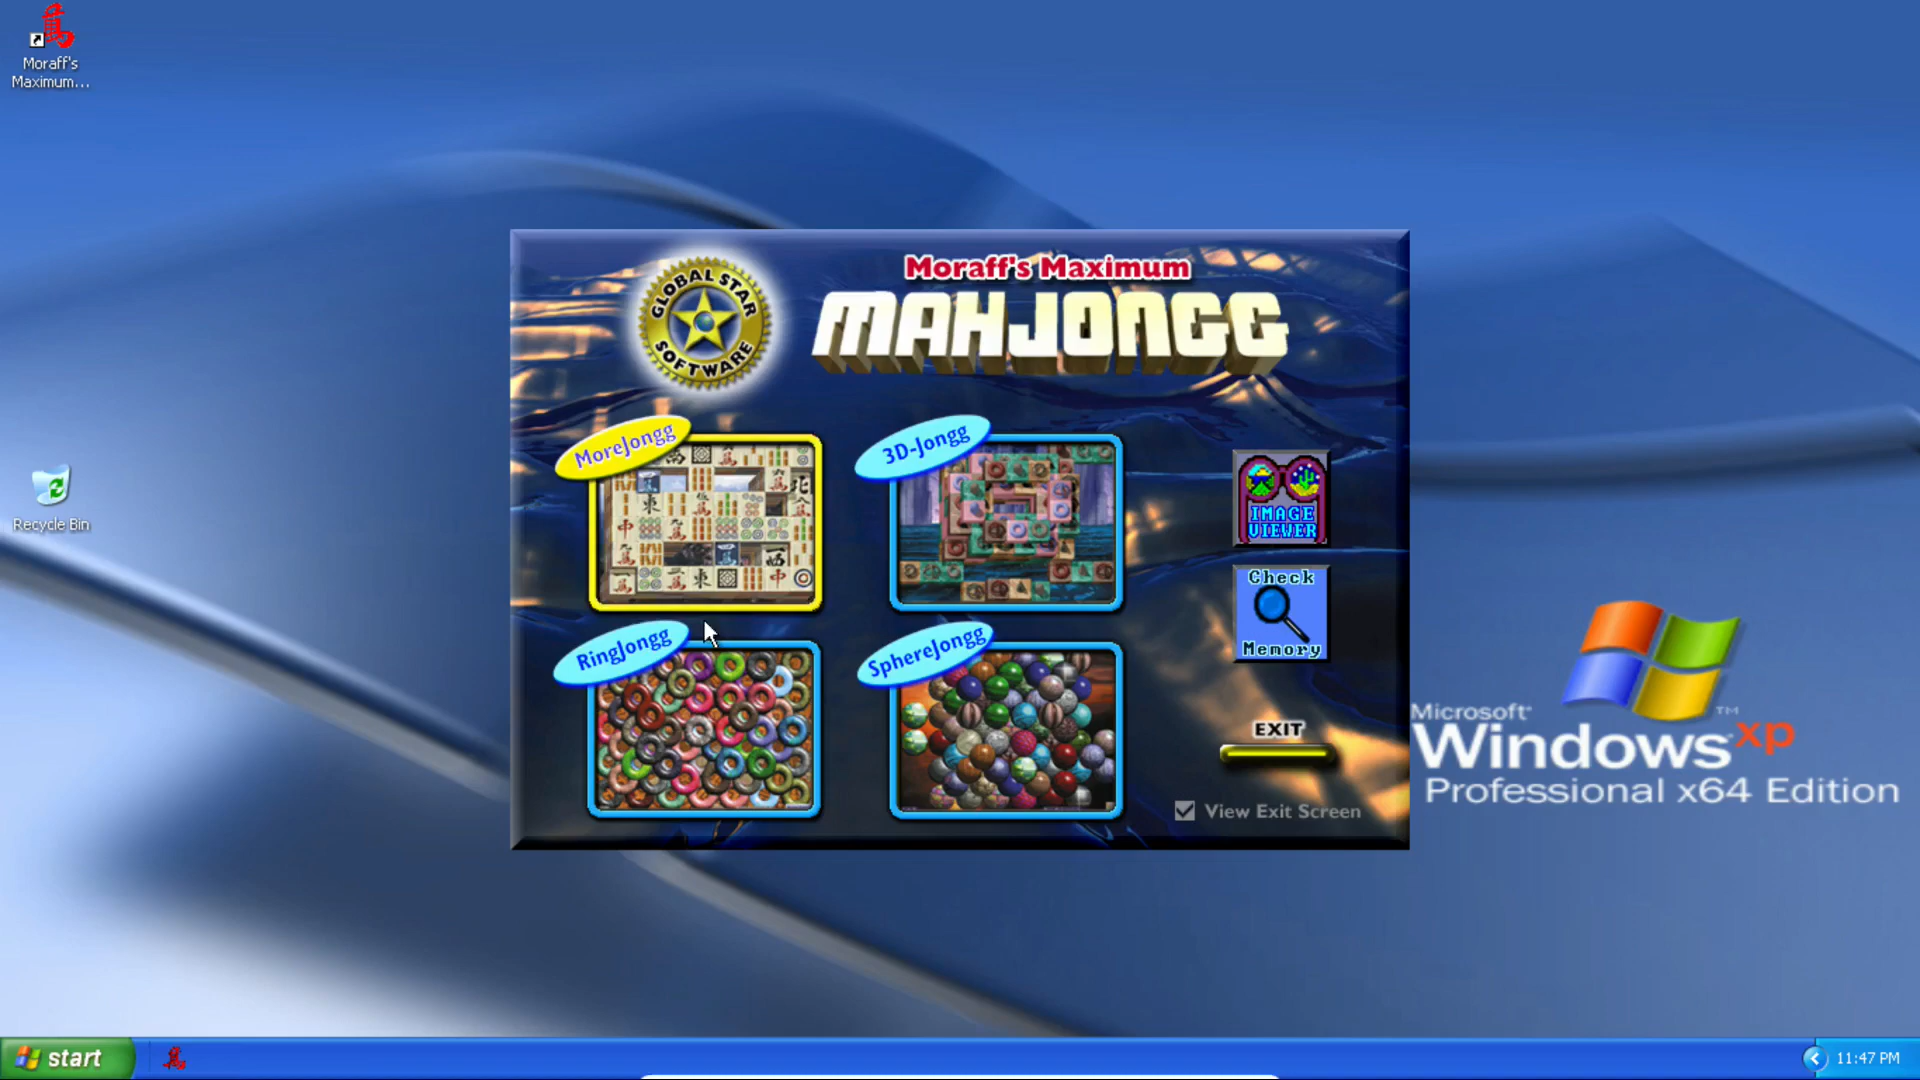 Moraff's
Maximum...
Recycle Bin
GLOBAL STAR
SOFTWARE
Moraff's Maximum
MAHJONGG
MoreJongg
3D-Jongg
RingJongg
SphereJongg
IMAGE
VIEWER
Check
Memory
EXIT
View Exit Screen
Microsoft®
Windows xp™
Professional x64 Edition
start
11:47 PM